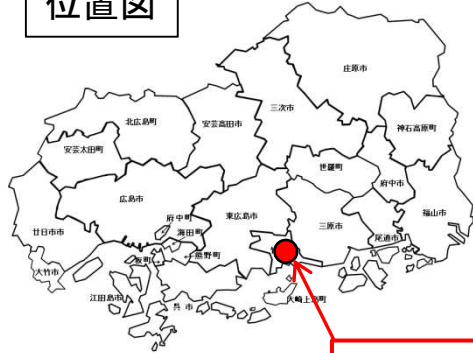 位置図
庄原市
三次市
北広島町
安芸高田市
神石高原町
安芸太田町
世羅町
府中市
広島市
府中町
東広島市
三原市
福山市
海田町
尾道市
廿日市市
坂町
熊野町
大竹市
江田島市
呉市
大崎上島町